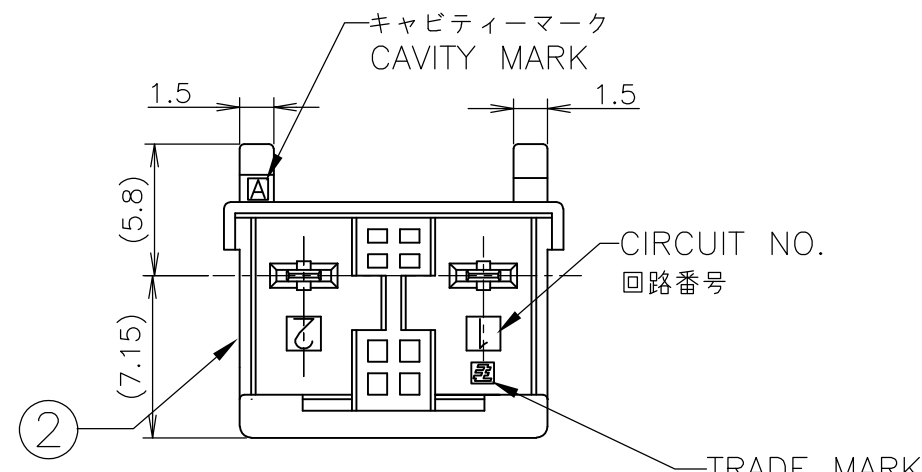 キャビティーマーク
CAVITY MARK
1.5
1.5
(5.8)
A
CIRCUIT NO.
回路番号
2
1
(7.15)
2
TRADE MARK